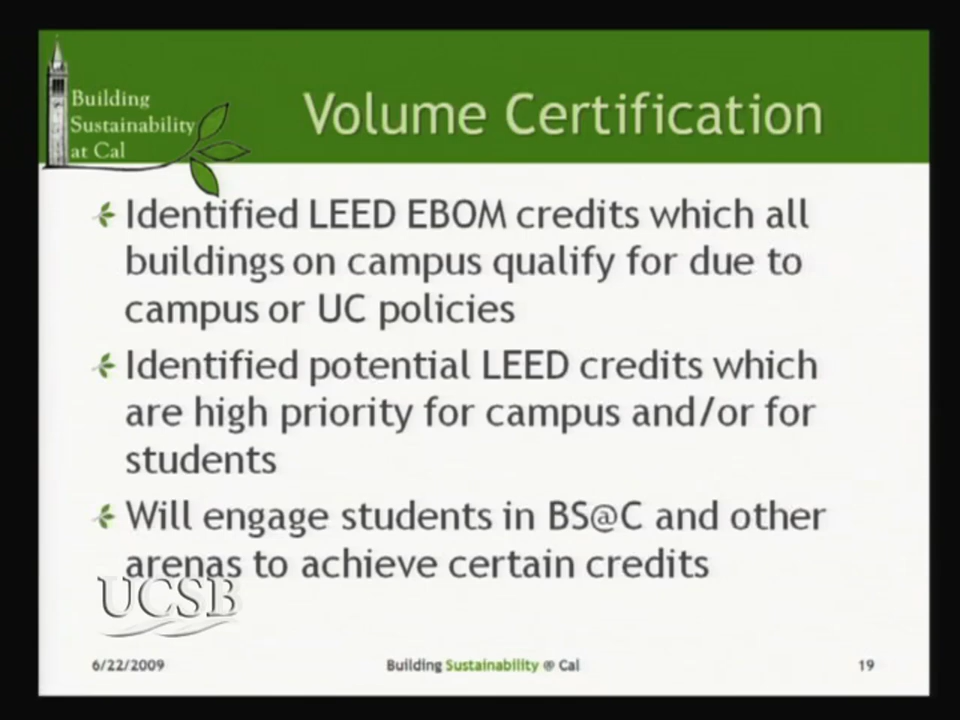 Building
Sustainability
at Cal
Volume Certification
Identified LEED EBOM credits which all
buildings on campus qualify for due to
campus or UC policies
Identified potential LEED credits which
are high priority for campus and/or for
students
Will engage students in BS@C and other
arenas to achieve certain credits
UCSB
6/22/2009
Building Sustainability @ Cal
19